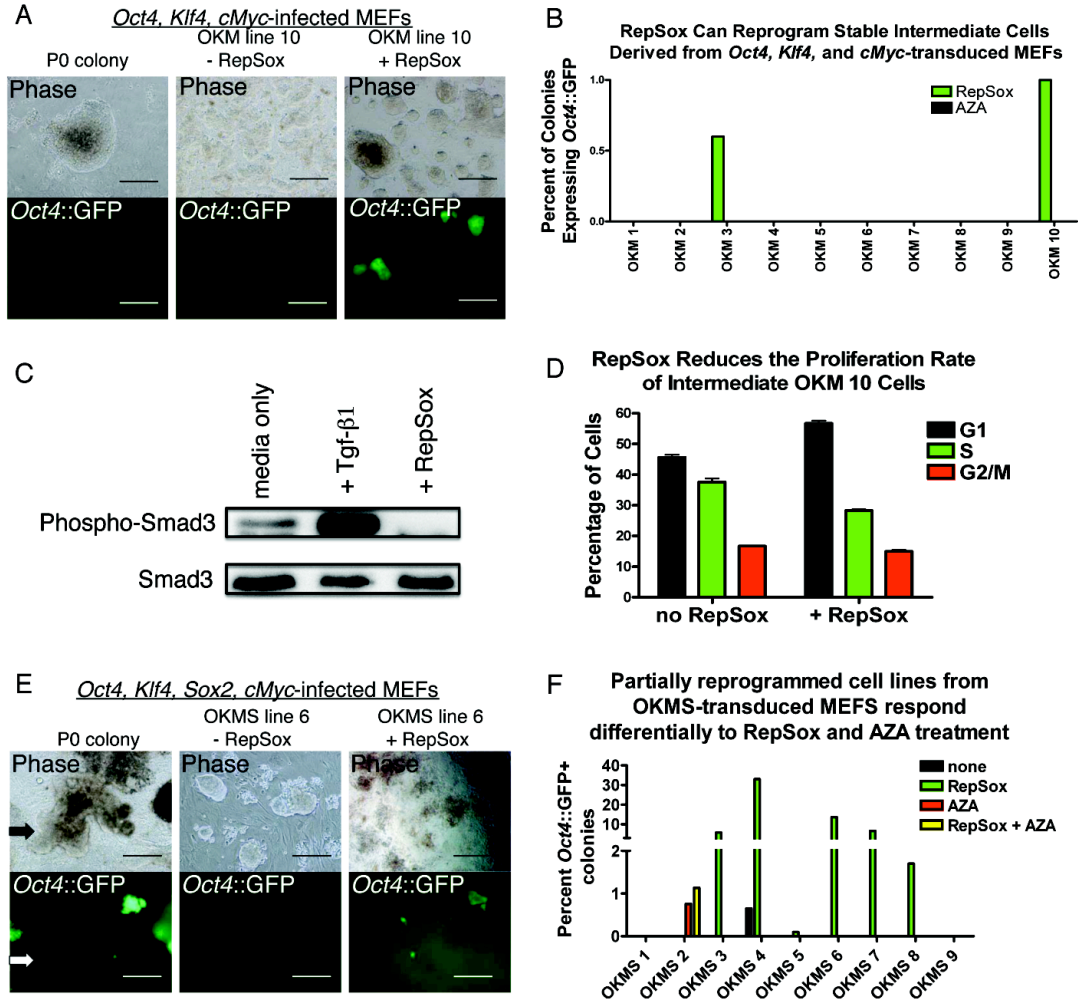 A
Oct4, Klf4, cMyc-infected MEFs
P0 colony
OKM line 10
- RepSox
OKM line 10
+ RepSox
Phase
Phase
Phase
Oct4::GFP
Oct4::GFP
Oct4::GFP
B
RepSox Can Reprogram Stable Intermediate Cells
Derived from Oct4, Klf4, and cMyc-transduced MEFs
Percent of Colonies
Expressing Oct4::GFP
1.0
0.5
0.0
RepSox
AZA
OKM 1
OKM 2
OKM 3
OKM 4
OKM 5
OKM 6
OKM 7
OKM 8
OKM 9
OKM 10
C
media only
+ Tgf-β1
+ RepSox
Phospho-Smad3
Smad3
D
RepSox Reduces the Proliferation Rate
of Intermediate OKM 10 Cells
Percentage of Cells
60
50
40
30
20
10
0
G1
S
G2/M
no RepSox
+ RepSox
E
Oct4, Klf4, Sox2, cMyc-infected MEFs
P0 colony
OKMS line 6
- RepSox
OKMS line 6
+ RepSox
Phase
Phase
Phase
Oct4::GFP
Oct4::GFP
Oct4::GFP
F
Partially reprogrammed cell lines from
OKMS-transduced MEFS respond
differentially to RepSox and AZA treatment
Percent Oct4::GFP+
colonies
40
30
20
10
2
1
0
none
RepSox
AZA
RepSox + AZA
OKMS 1
OKMS 2
OKMS 3
OKMS 4
OKMS 5
OKMS 6
OKMS 7
OKMS 8
OKMS 9